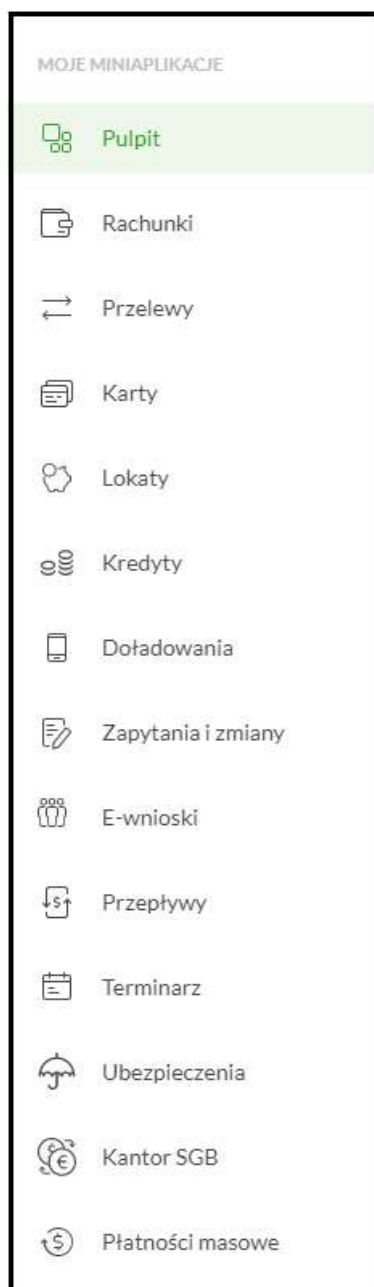 MOJE MINIAPLIKACJE
Pulpit
Rachunki
Przelewy
Karty
Lokaty
Kredyty
Doładowania
Zapytania i zmiany
E-wnioski
Przepływy
Terminarz
Ubezpieczenia
Kantor SGB
Płatności masowe